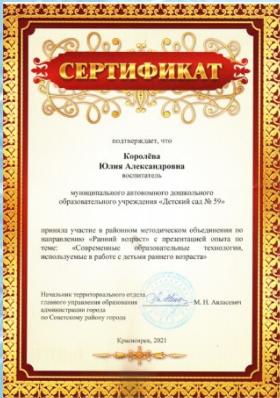 СЕРТИФИКАТ
подтверждает, что
Королёва
Юлия Александровна
воспитатель
муниципального автономного дошкольного
образовательного учреждения «Детский сад № 59»
приняла участие в районном методическом объединении по
направлению «Ранний возраст» с презентацией опыта по
теме: «Современные образовательные технологии,
используемые в работе с детьми раннего возраста»
Начальник территориального отдела
главного управления образования М. Н. Авласевич
администрации города
по Советскому району города
Красноярск, 2021